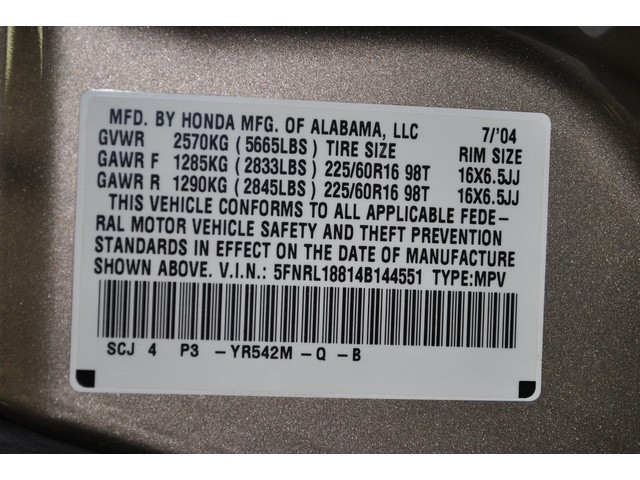 MFD. BY HONDA MFG. OF ALABAMA, LLC 7/'04
GVWR 2570KG (5665LBS) TIRE SIZE RIM SIZE
GAWR F 1285KG (2833LBS) 225/60R16 98T 16X6.5JJ
GAWR R 1290KG (2845LBS) 225/60R16 98T 16X6.5JJ
THIS VEHICLE CONFORMS TO ALL APPLICABLE FEDE-
RAL MOTOR VEHICLE SAFETY AND THEFT PREVENTION
STANDARDS IN EFFECT ON THE DATE OF MANUFACTURE
SHOWN ABOVE. V.I.N.: 5FNRL18814B144551 TYPE:MPV
SCJ 4 P3 -YR542M -Q -B